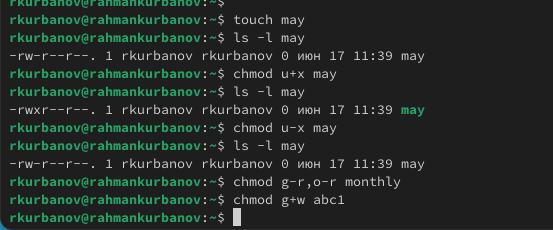 rkurbanov@rahmankurbanov:~$
rkurbanov@rahmankurbanov:~$ touch may
rkurbanov@rahmankurbanov:~$ ls -l may
-rw-r--r--. 1 rkurbanov rkurbanov 0 июн 17 11:39 may
rkurbanov@rahmankurbanov:~$ chmod u+x may
rkurbanov@rahmankurbanov:~$ ls -l may
-rwxr--r--. 1 rkurbanov rkurbanov 0 июн 17 11:39 may
rkurbanov@rahmankurbanov:~$ chmod u-x may
rkurbanov@rahmankurbanov:~$ ls -l may
-rw-r--r--. 1 rkurbanov rkurbanov 0 июн 17 11:39 may
rkurbanov@rahmankurbanov:~$ chmod g-r,o-r monthly
rkurbanov@rahmankurbanov:~$ chmod g+w abc1
rkurbanov@rahmankurbanov:~$